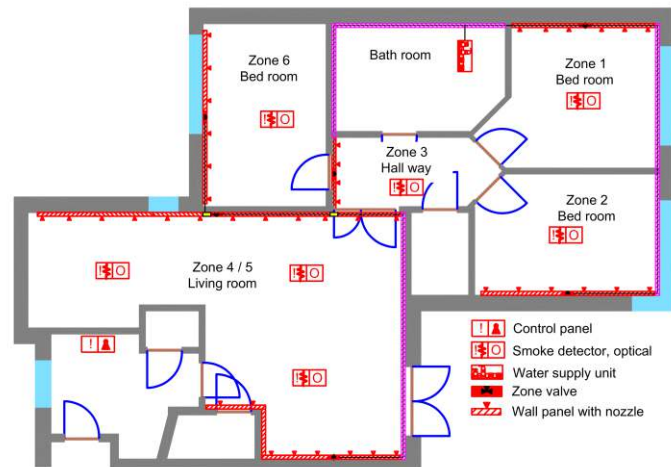 Zone 6
Bed room
Bath room
Zone 1
Bed room
Zone 3
Hall way
Zone 2
Bed room
Zone 4 / 5
Living room
Control panel
Smoke detector, optical
Water supply unit
Zone valve
Wall panel with nozzle